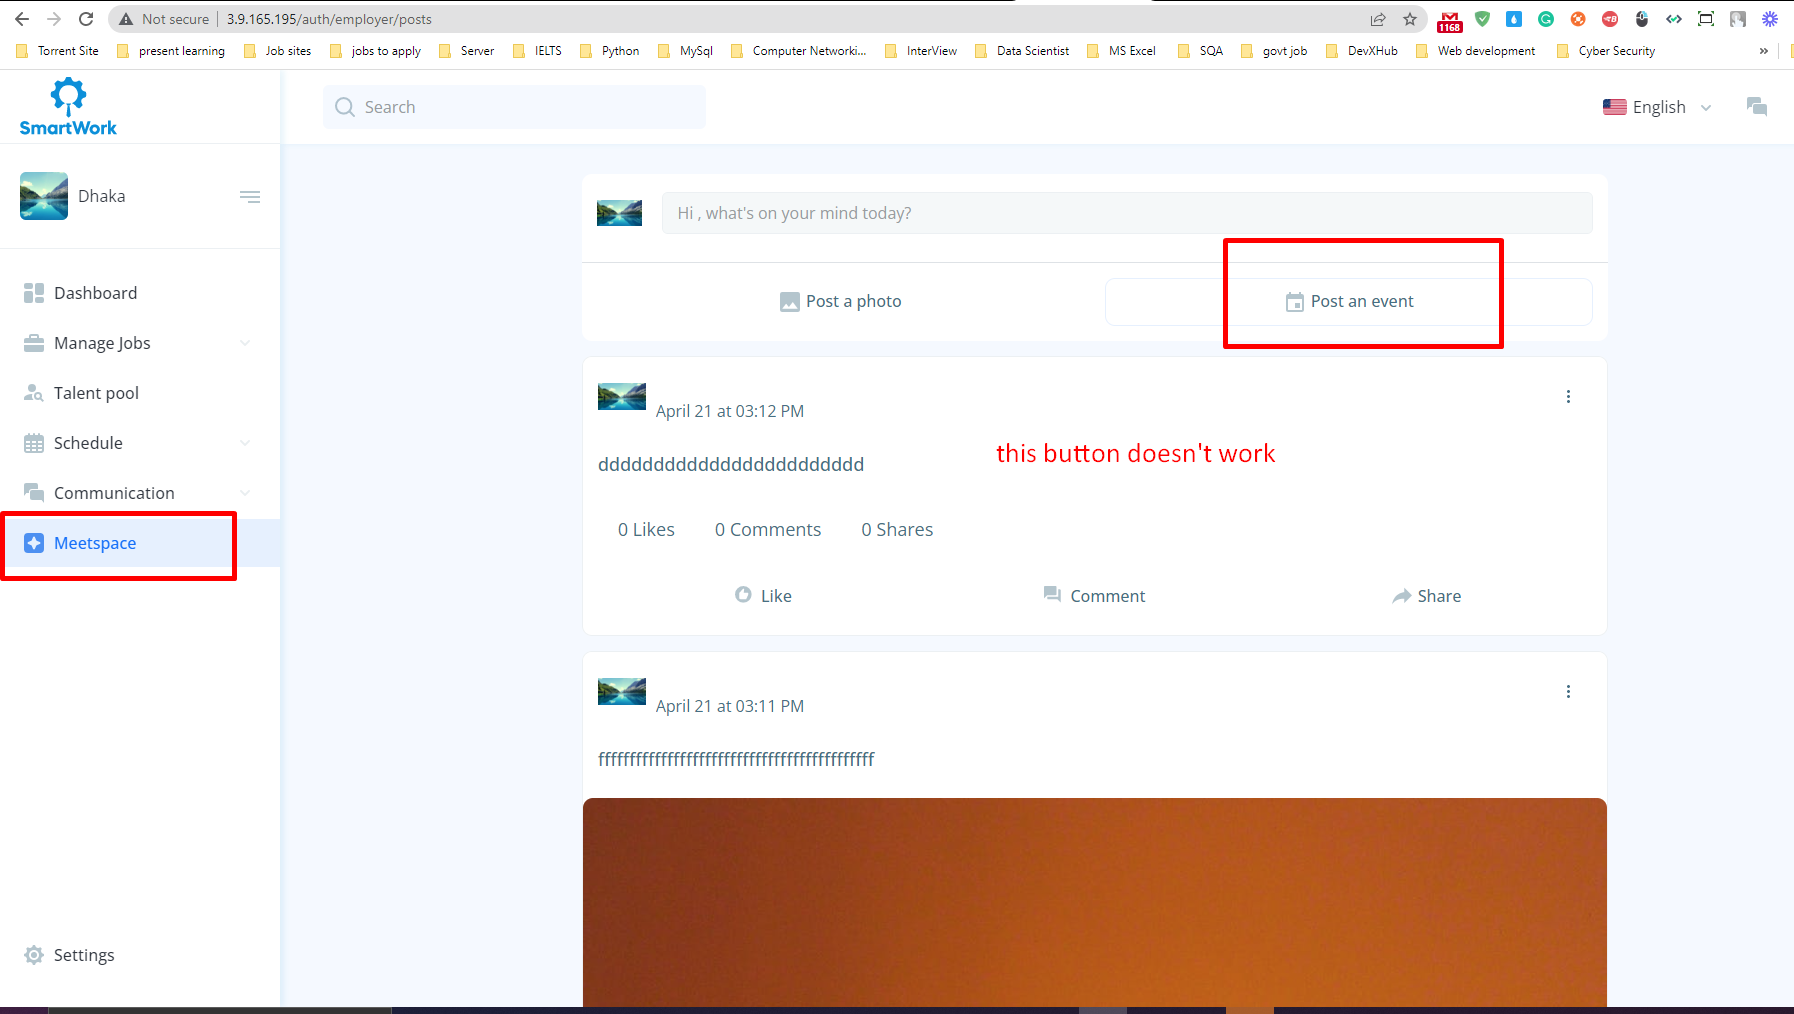 Not secure | 3.9.165.195/auth/employer/posts
1168
Torrent Site present learning Job sites jobs to apply Server IELTS Python MySql Computer Networki... InterView Data Scientist MS Excel SQA govt job DevXHub Web development Cyber Security »
SmartWork
Search
English
Dhaka
Hi , what's on your mind today?
Post a photo
Post an event
Dashboard
Manage Jobs
Talent pool
Schedule
Communication
Meetspace
Settings
April 21 at 03:12 PM
this button doesn't work
dddddddddddddddddddddddd
0 Likes 0 Comments 0 Shares
Like Comment Share
April 21 at 03:11 PM
ffffffffffffffffffffffffffffffffffffffffffff